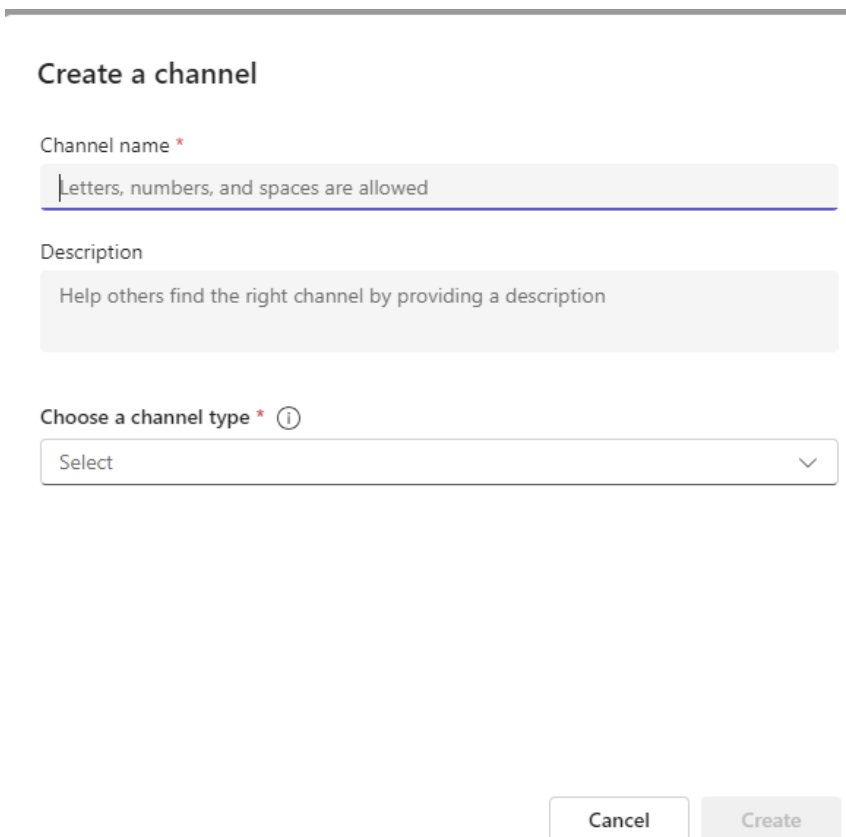 Create a channel
Channel name *
Letters, numbers, and spaces are allowed
Description
Help others find the right channel by providing a description
Choose a channel type *
Select
Cancel
Create